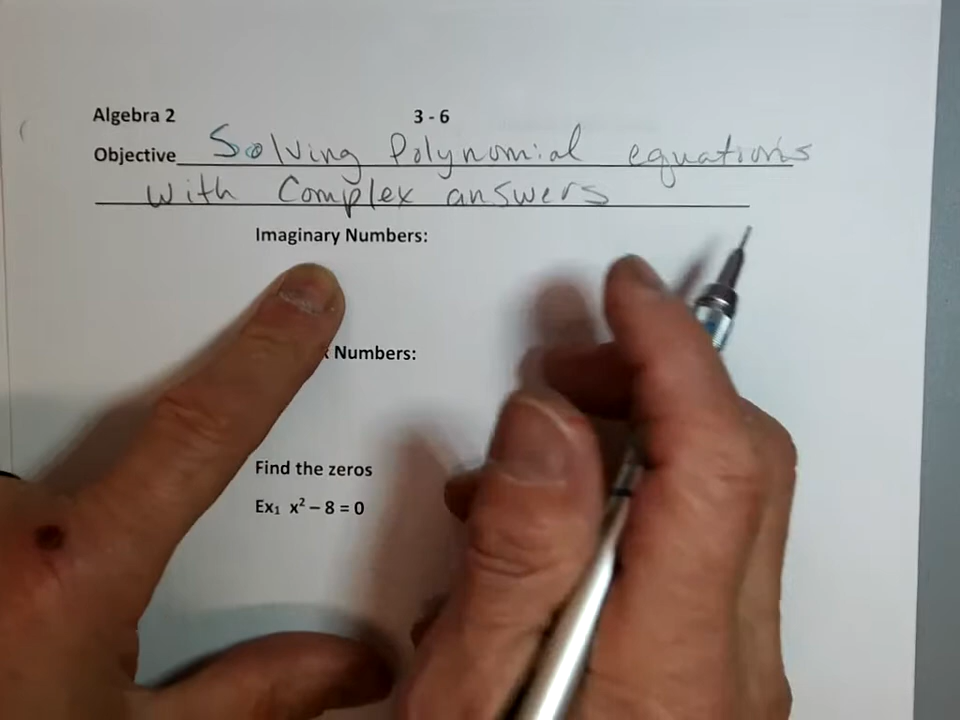 Algebra 2 3 - 6
Objective Solving Polynomial equations
with Complex answers
Imaginary Numbers:
Numbers:
Find the zeros
Ex₁ x² – 8 = 0